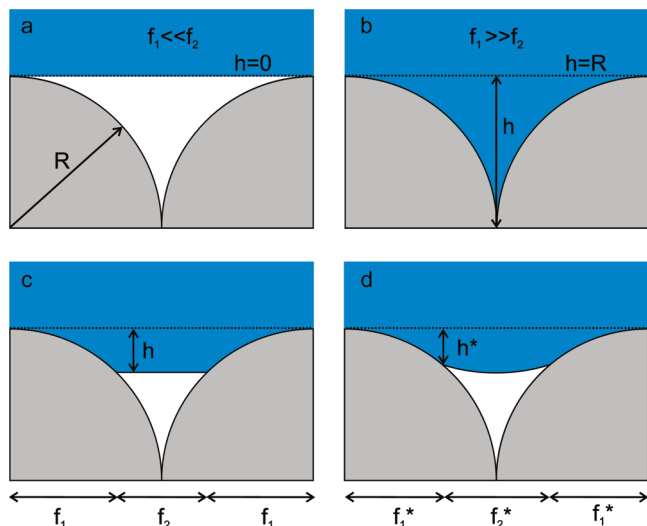 a
f₁<<f₂
h=0
R
b
f₁>>f₂
h=R
h
c
h
f₁ f₂ f₁
d
h*
f₁* f₂* f₁*